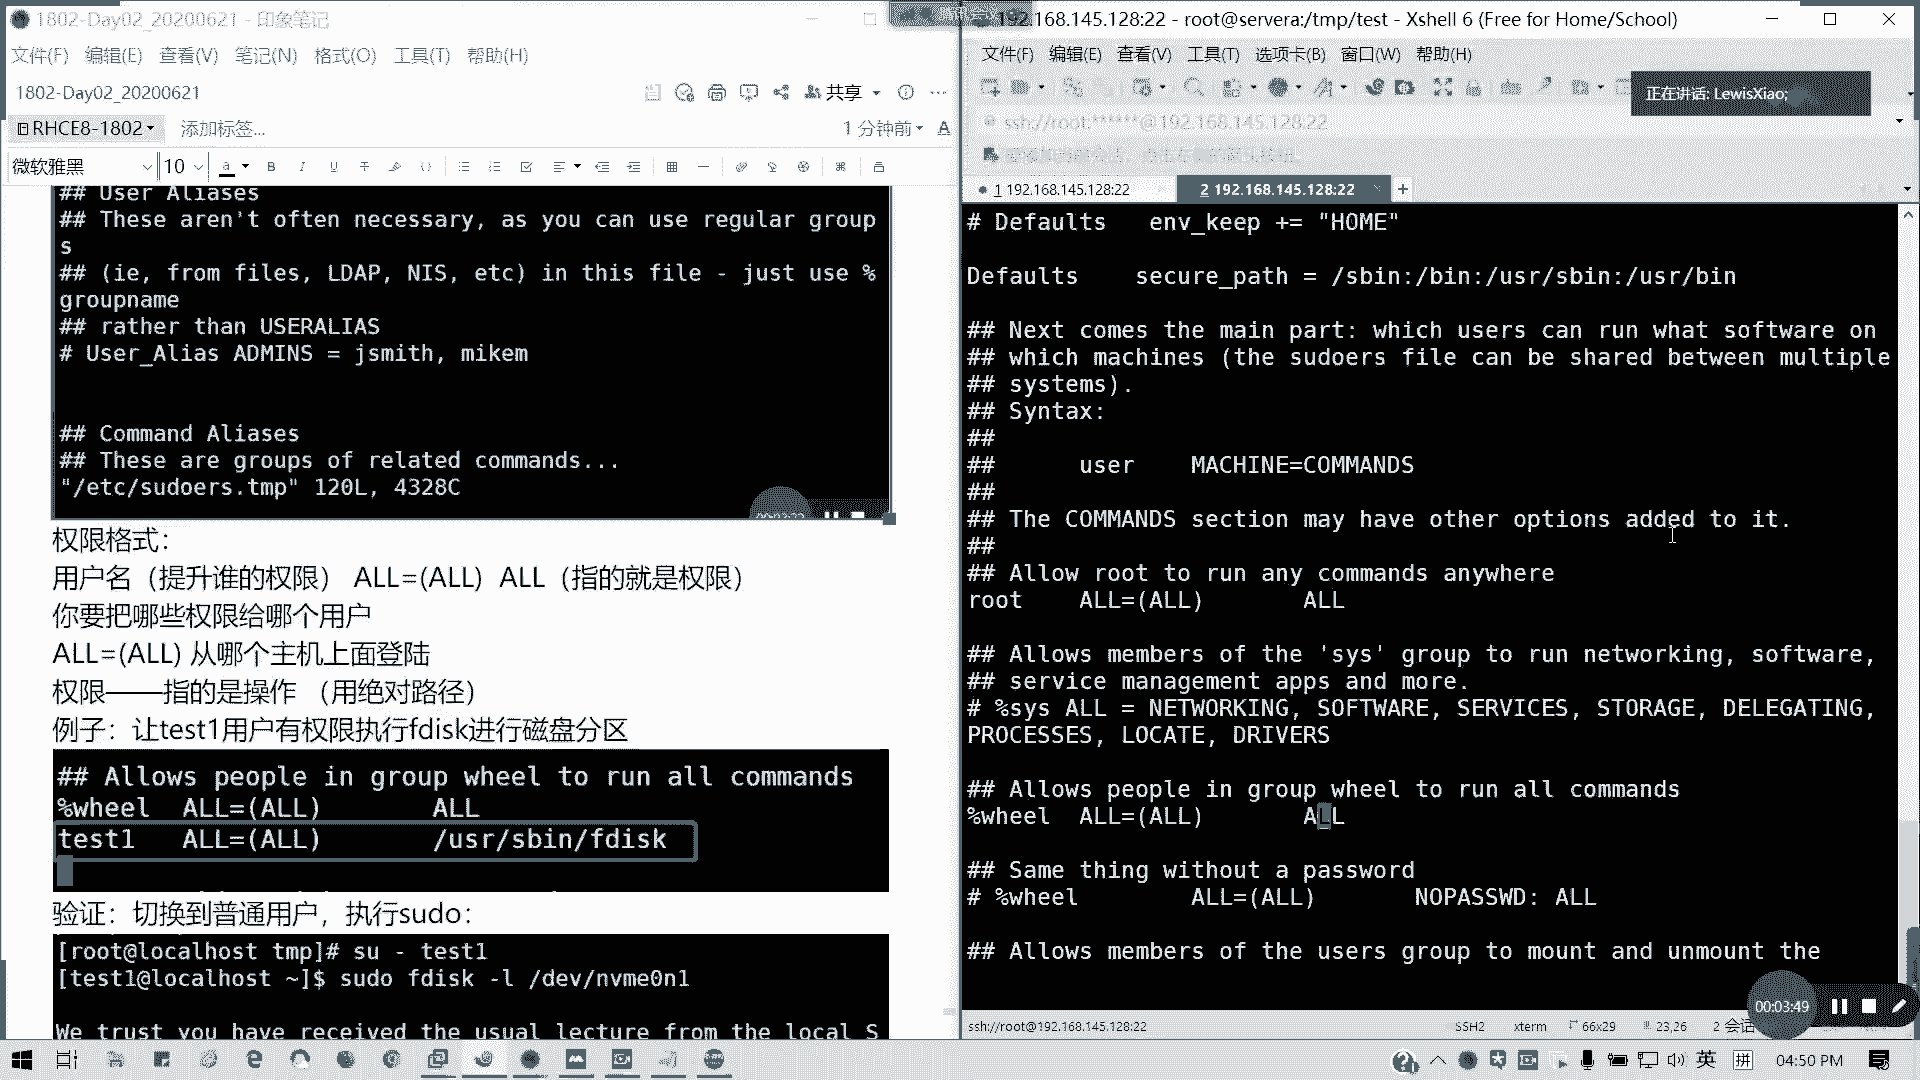 1802-Day02_20200621 - 印象笔记
文件(F) 编辑(E) 查看(V) 笔记(N) 格式(O) 工具(T) 帮助(H)
1802-Day02_20200621
共享
RHCE8-1802
添加标签...
1 分钟前
微软雅黑 10
## User Aliases
## These aren't often necessary, as you can use regular group
s
## (ie, from files, LDAP, NIS, etc) in this file - just use %
groupname
## rather than USERALIAS
# User_Alias ADMINS = jsmith, mikem
## Command Aliases
## These are groups of related commands...
"/etc/sudoers.tmp" 120L, 4328C
权限格式：
用户名（提升谁的权限） ALL=(ALL) ALL（指的就是权限）
你要把哪些权限给哪个用户
ALL=(ALL) 从哪个主机上面登陆
权限——指的是操作 （用绝对路径）
例子：让test1用户有权限执行fdisk进行磁盘分区
## Allows people in group wheel to run all commands
%wheel ALL=(ALL) ALL
test1 ALL=(ALL) /usr/sbin/fdisk
验证：切换到普通用户，执行sudo：
[root@localhost tmp]# su - test1
[test1@localhost ~]$ sudo fdisk -l /dev/nvme0n1
We trust you have received the usual lecture from the local S
192.168.145.128:22 - root@servera:/tmp/test - Xshell 6 (Free for Home/School)
文件(F) 编辑(E) 查看(V) 工具(T) 选项卡(B) 窗口(W) 帮助(H)
正在讲话: LewisXiao;
ssh://root:******@192.168.145.128:22
1 192.168.145.128:22
2 192.168.145.128:22
# Defaults env_keep += "HOME"
Defaults secure_path = /sbin:/bin:/usr/sbin:/usr/bin
## Next comes the main part: which users can run what software on
## which machines (the sudoers file can be shared between multiple
## systems).
## Syntax:
##
## user MACHINE=COMMANDS
##
## The COMMANDS section may have other options added to it.
##
## Allow root to run any commands anywhere
root ALL=(ALL) ALL
## Allows members of the 'sys' group to run networking, software,
## service management apps and more.
# %sys ALL = NETWORKING, SOFTWARE, SERVICES, STORAGE, DELEGATING,
PROCESSES, LOCATE, DRIVERS
## Allows people in group wheel to run all commands
%wheel ALL=(ALL) ALL
## Same thing without a password
# %wheel ALL=(ALL) NOPASSWD: ALL
## Allows members of the users group to mount and unmount the
00:03:49
ssh://root@192.168.145.128:22
SSH2
xterm
66x29
23,26
2 会话
英
拼
04:50 PM